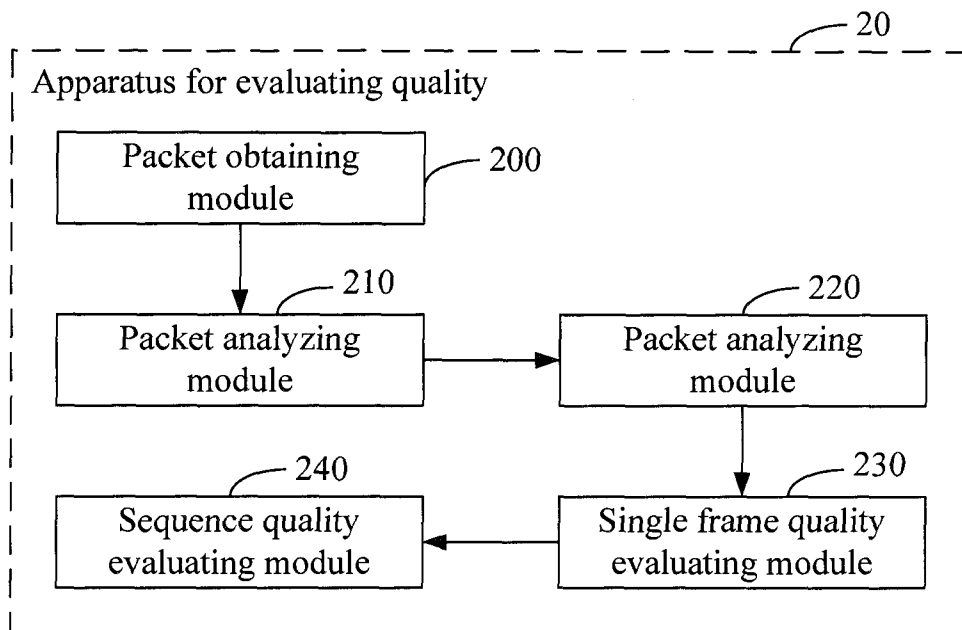 20
Apparatus for evaluating quality
Packet obtaining
module
200
210
Packet analyzing
module
220
Packet analyzing
module
240
Sequence quality
evaluating module
230
Single frame quality
evaluating module